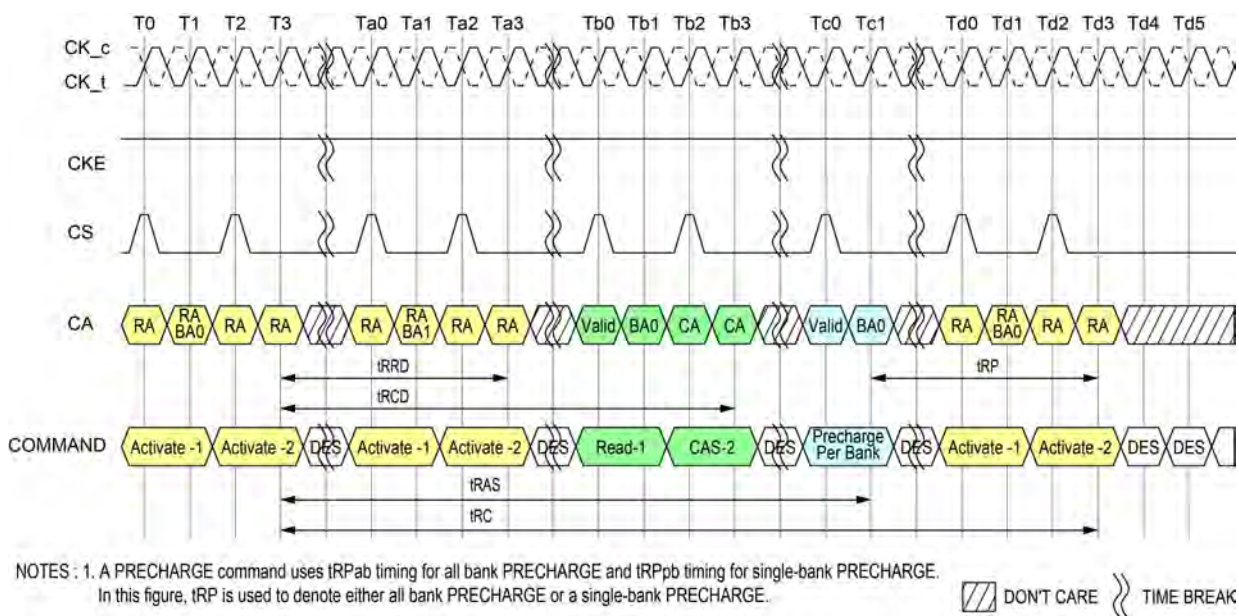 T0 T1 T2 T3 Ta0 Ta1 Ta2 Ta3 Tb0 Tb1 Tb2 Tb3 Tc0 Tc1 Td0 Td1 Td2 Td3 Td4 Td5
CK_c
CK_t
CKE
CS
CA RA RA BA0 RA RA RA RA BA1 RA RA Valid BA0 CA CA Valid BA0 RA RA BA0 RA RA
tRRD tRP
tRCD
COMMAND Activate -1 Activate -2 DES Activate -1 Activate -2 DES Read-1 CAS-2 DES Precharge Per Bank DES Activate -1 Activate -2 DES DES
tRAS
tRC
NOTES : 1. A PRECHARGE command uses tRPab timing for all bank PRECHARGE and tRPpb timing for single-bank PRECHARGE.
In this figure, tRP is used to denote either all bank PRECHARGE or a single-bank PRECHARGE.
DON'T CARE TIME BREAK